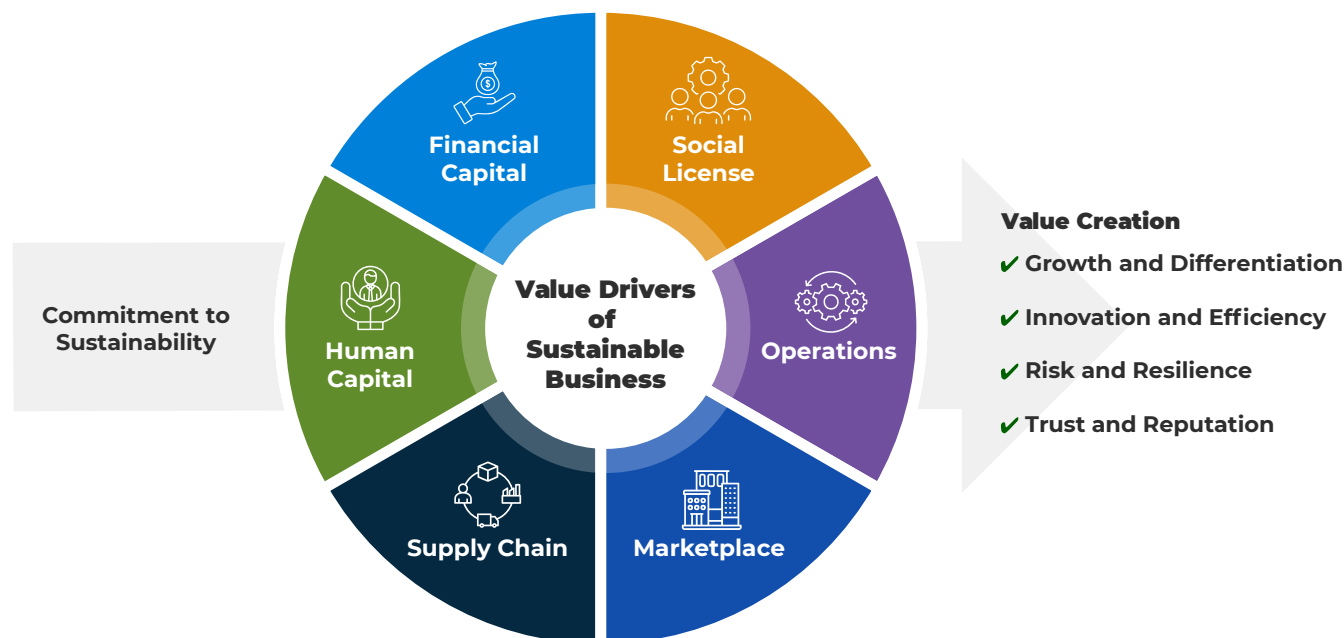 Commitment to
Sustainability
Financial
Capital
$
Social
License
Human
Capital
Value Drivers
of
Sustainable
Business
Operations
Supply Chain
Marketplace
Value Creation
✔ Growth and Differentiation
✔ Innovation and Efficiency
✔ Risk and Resilience
✔ Trust and Reputation